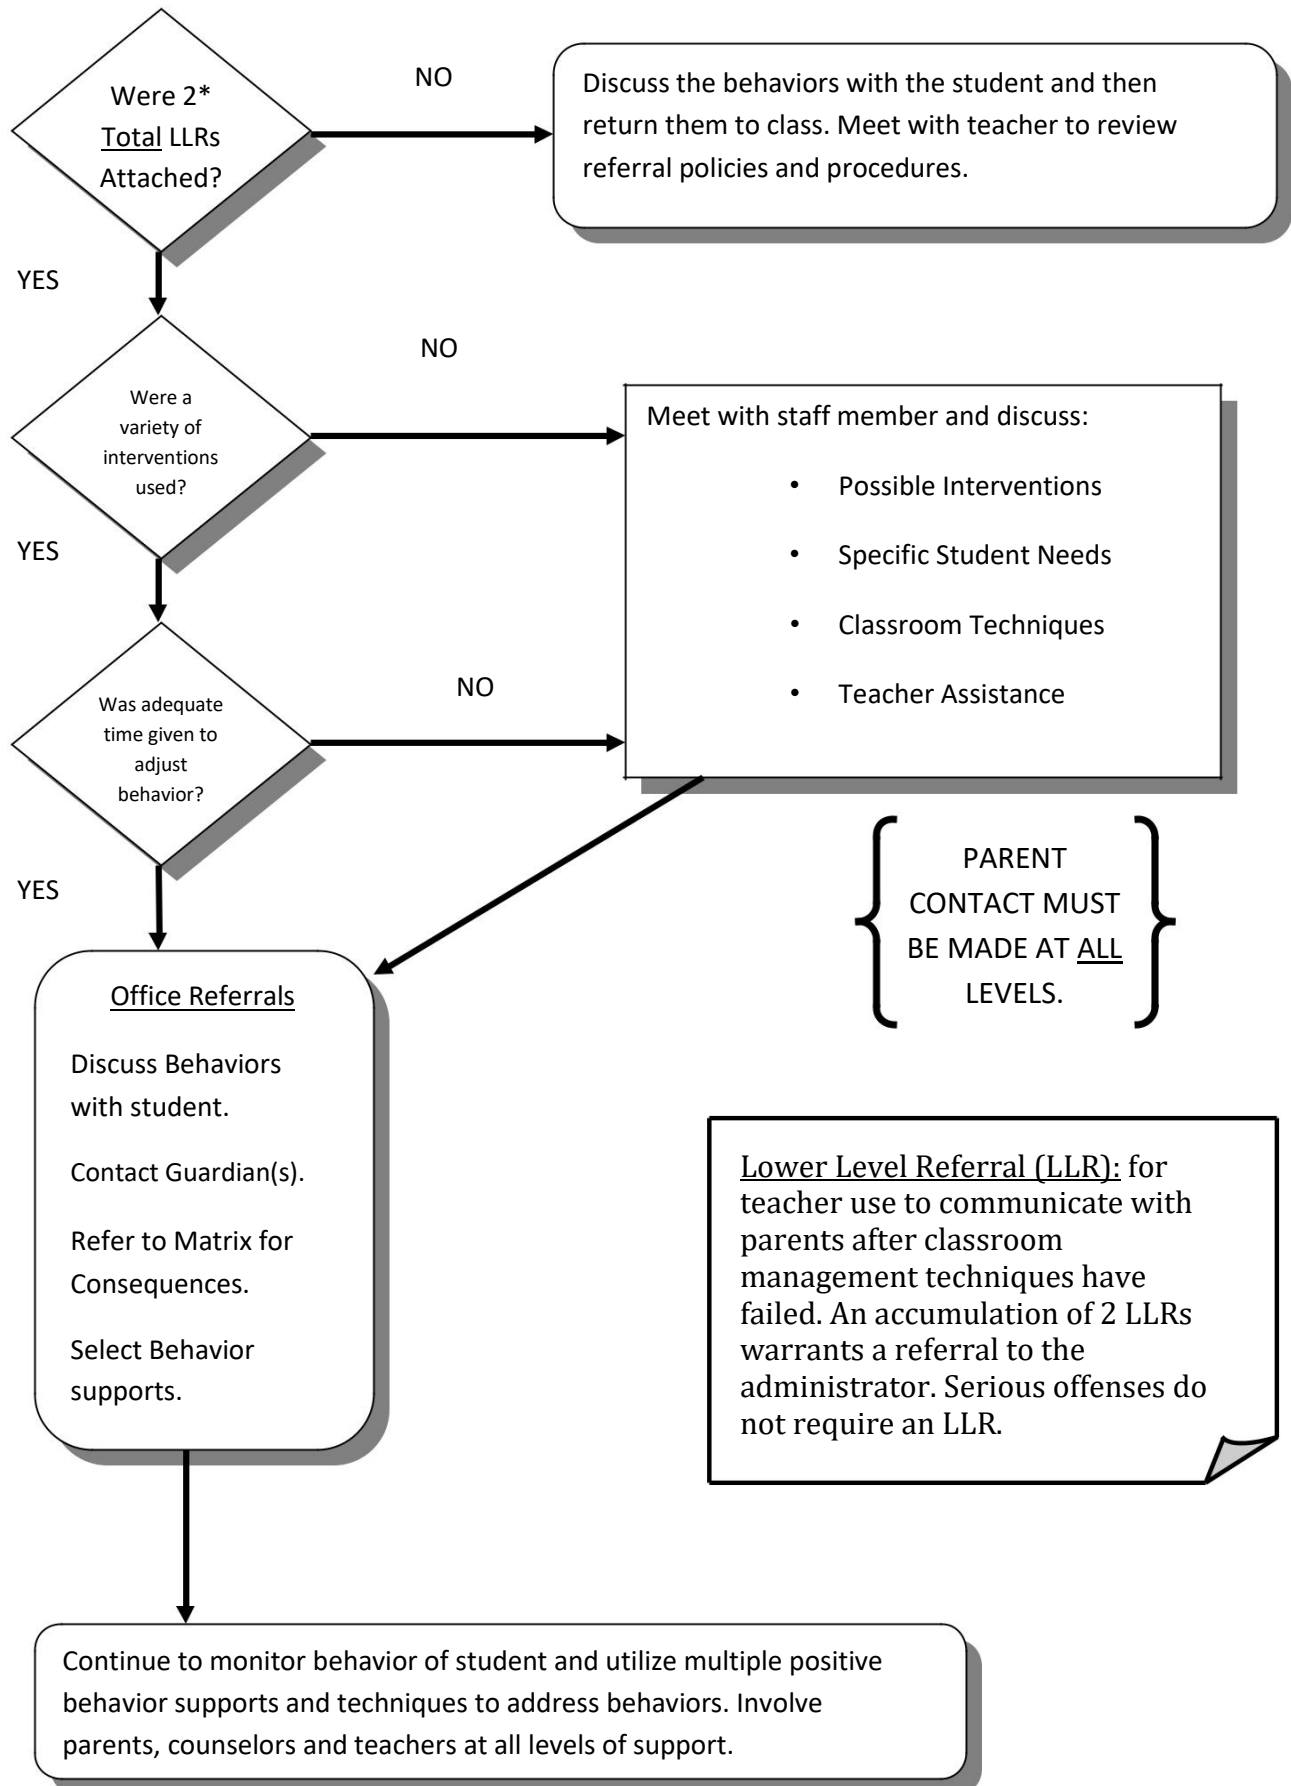 Were 2*
Total LLRs
Attached?
NO
Discuss the behaviors with the student and then
return them to class. Meet with teacher to review
referral policies and procedures.
YES
Were a
variety of
interventions
used?
NO
Meet with staff member and discuss:
• Possible Interventions
• Specific Student Needs
• Classroom Techniques
• Teacher Assistance
YES
Was adequate
time given to
adjust
behavior?
NO
YES
PARENT
CONTACT MUST
BE MADE AT ALL
LEVELS.
Office Referrals
Discuss Behaviors
with student.
Contact Guardian(s).
Refer to Matrix for
Consequences.
Select Behavior
supports.
Lower Level Referral (LLR): for
teacher use to communicate with
parents after classroom
management techniques have
failed. An accumulation of 2 LLRs
warrants a referral to the
administrator. Serious offenses do
not require an LLR.
Continue to monitor behavior of student and utilize multiple positive
behavior supports and techniques to address behaviors. Involve
parents, counselors and teachers at all levels of support.